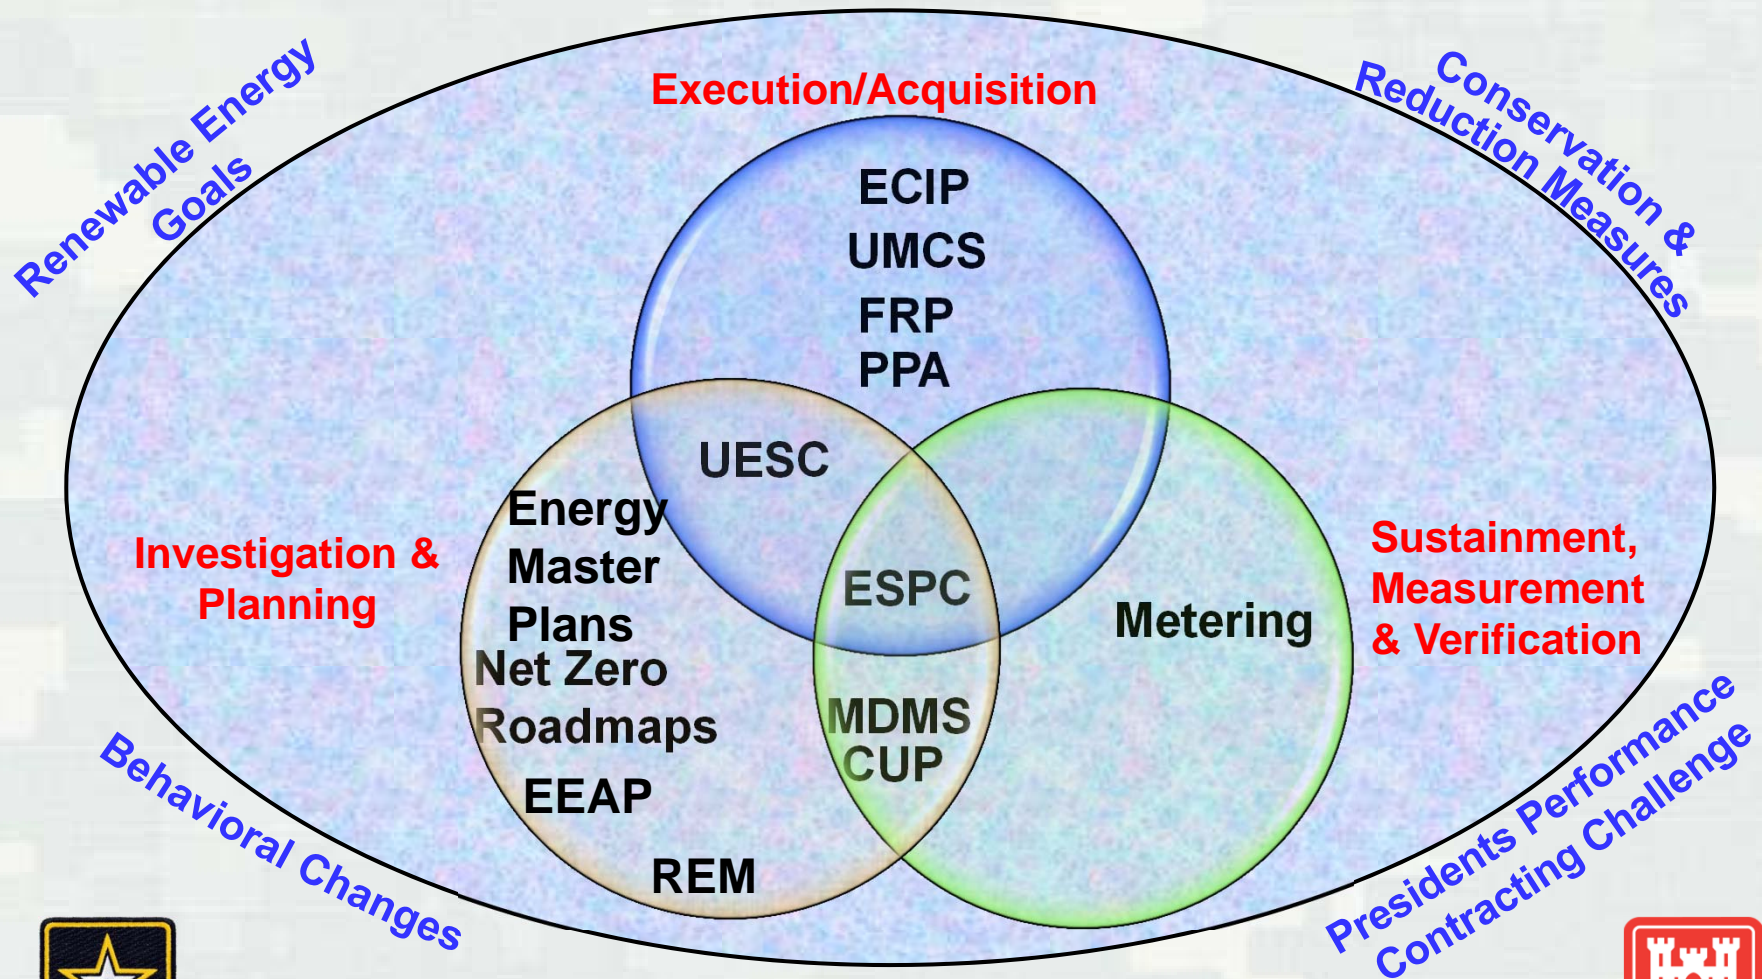 Renewable Energy
Goals
Execution/Acquisition
Conservation &
Reduction Measures
ECIP
UMCS
FRP
PPA
UESC
Energy
Master
Plans
Net Zero
Roadmaps
EEAP
REM
Investigation &
Planning
ESPC
MDMS
CUP
Metering
Sustainment,
Measurement
& Verification
Behavioral Changes
Presidents Performance
Contracting Challenge